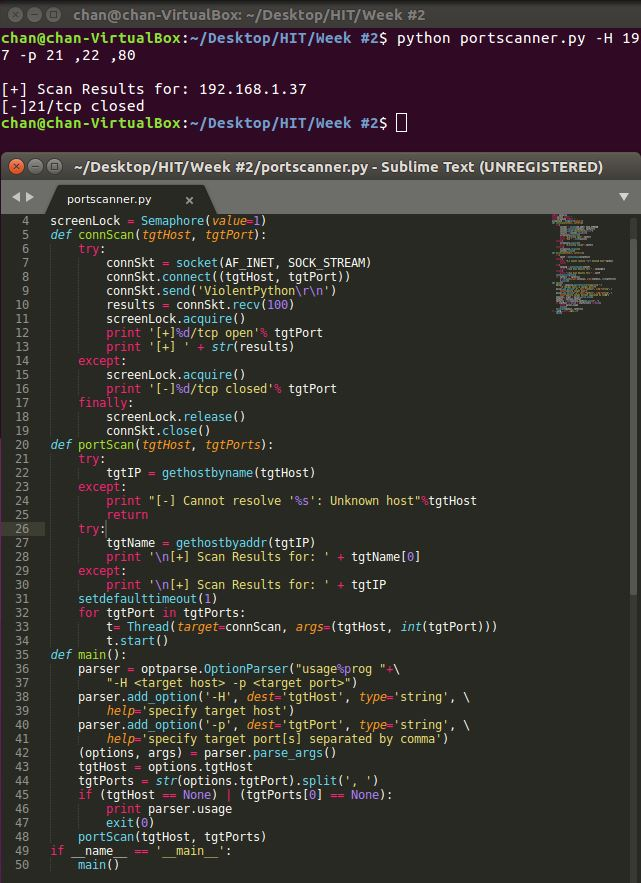 chan@chan-VirtualBox: ~/Desktop/HIT/Week #2
chan@chan-VirtualBox:~/Desktop/HIT/Week #2$ python portscanner.py -H 19
7 -p 21 ,22 ,80
[+] Scan Results for: 192.168.1.37
[-]21/tcp closed
chan@chan-VirtualBox:~/Desktop/HIT/Week #2$
~/Desktop/HIT/Week #2/portscanner.py - Sublime Text (UNREGISTERED)
portscanner.py
4 screenLock = Semaphore(value=1)
5 def connScan(tgtHost, tgtPort):
6     try:
7         connSkt = socket(AF_INET, SOCK_STREAM)
8         connSkt.connect((tgtHost, tgtPort))
9         connSkt.send('ViolentPython\r\n')
10         results = connSkt.recv(100)
11         screenLock.acquire()
12         print '[+]%d/tcp open'% tgtPort
13         print '[+] ' + str(results)
14     except:
15         screenLock.acquire()
16         print '[-]%d/tcp closed'% tgtPort
17     finally:
18         screenLock.release()
19         connSkt.close()
20 def portScan(tgtHost, tgtPorts):
21     try:
22         tgtIP = gethostbyname(tgtHost)
23     except:
24         print "[-] Cannot resolve '%s': Unknown host"%tgtHost
25         return
26     try:
27         tgtName = gethostbyaddr(tgtIP)
28         print '\n[+] Scan Results for: ' + tgtName[0]
29     except:
30         print '\n[+] Scan Results for: ' + tgtIP
31     setdefaulttimeout(1)
32     for tgtPort in tgtPorts:
33         t= Thread(target=connScan, args=(tgtHost, int(tgtPort)))
34         t.start()
35 def main():
36     parser = optparse.OptionParser("usage%prog "+\
37         "-H <target host> -p <target port>")
38     parser.add_option('-H', dest='tgtHost', type='string', \
39         help='specify target host')
40     parser.add_option('-p', dest='tgtPort', type='string', \
41         help='specify target port[s] separated by comma')
42     (options, args) = parser.parse_args()
43     tgtHost = options.tgtHost
44     tgtPorts = str(options.tgtPort).split(', ')
45     if (tgtHost == None) | (tgtPorts[0] == None):
46         print parser.usage
47         exit(0)
48     portScan(tgtHost, tgtPorts)
49 if __name__ == '__main__':
50     main()